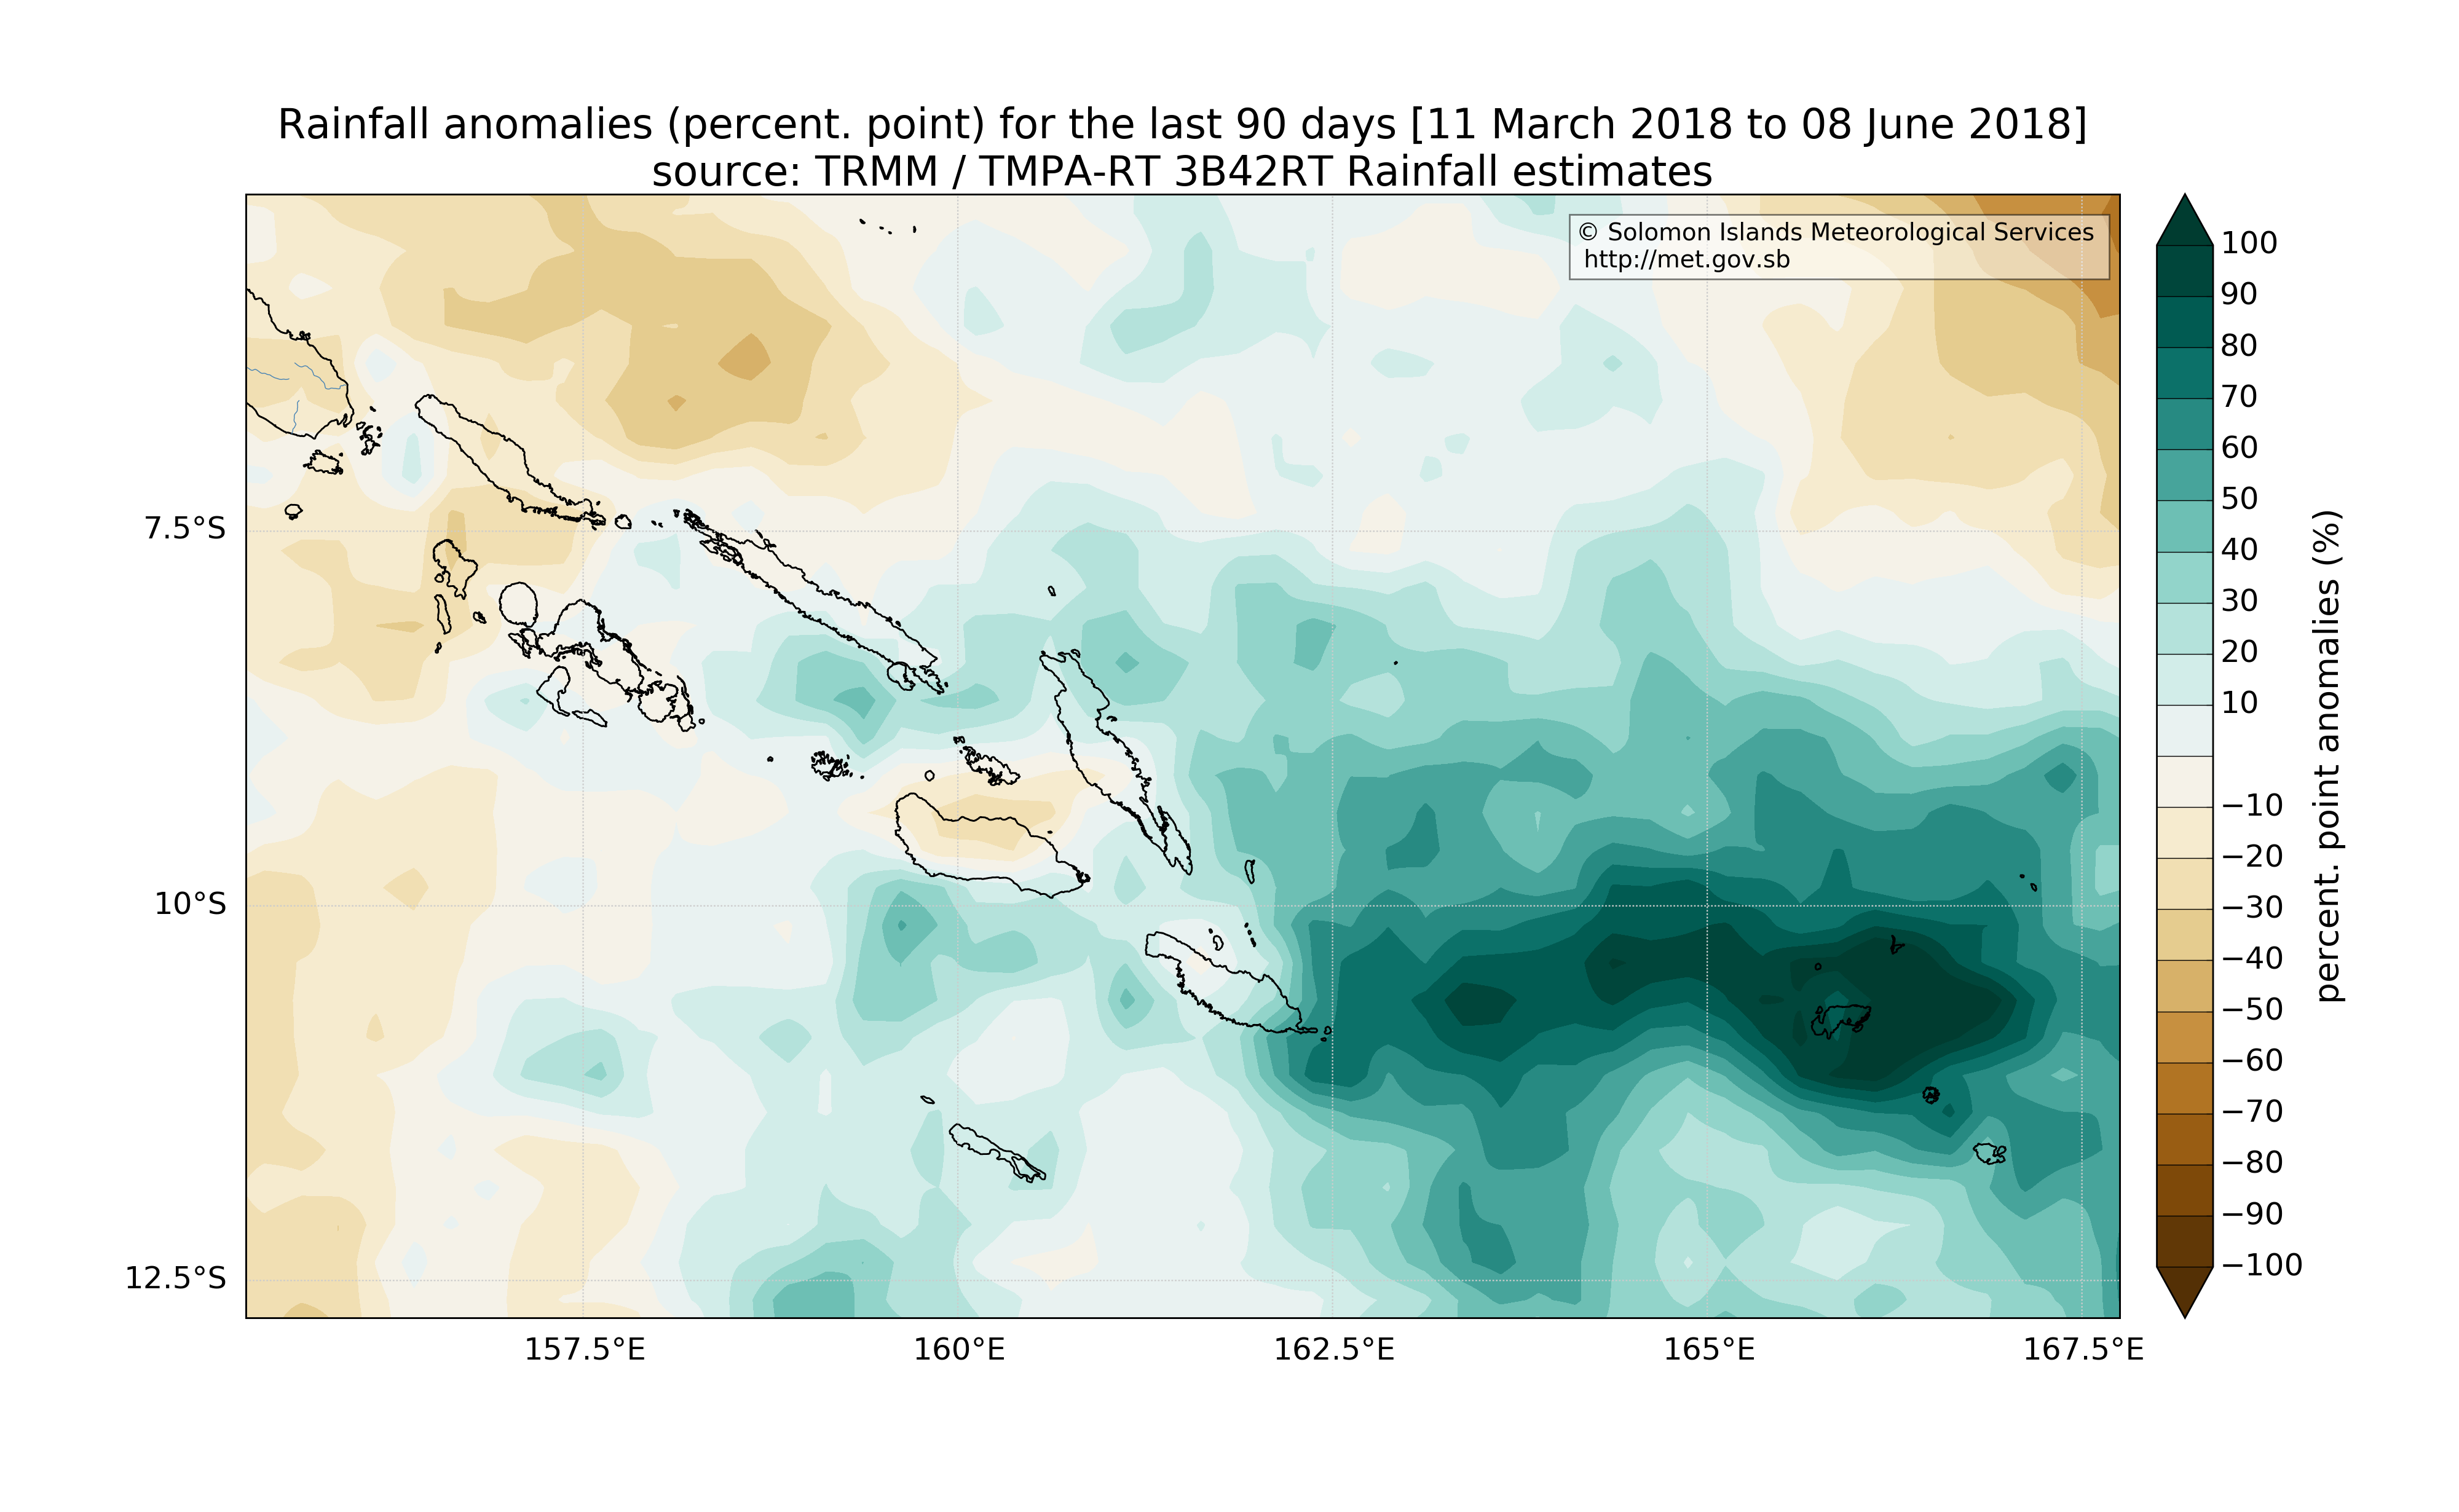 Rainfall anomalies (percent. point) for the last 90 days [11 March 2018 to 08 June 2018]
source: TRMM / TMPA-RT 3B42RT Rainfall estimates
© Solomon Islands Meteorological Services
http://met.gov.sb
7.5°S
10°S
12.5°S
157.5°E
160°E
162.5°E
165°E
167.5°E
100
90
80
70
60
50
40
30
20
10
−10
−20
−30
−40
−50
−60
−70
−80
−90
−100
percent. point anomalies (%)